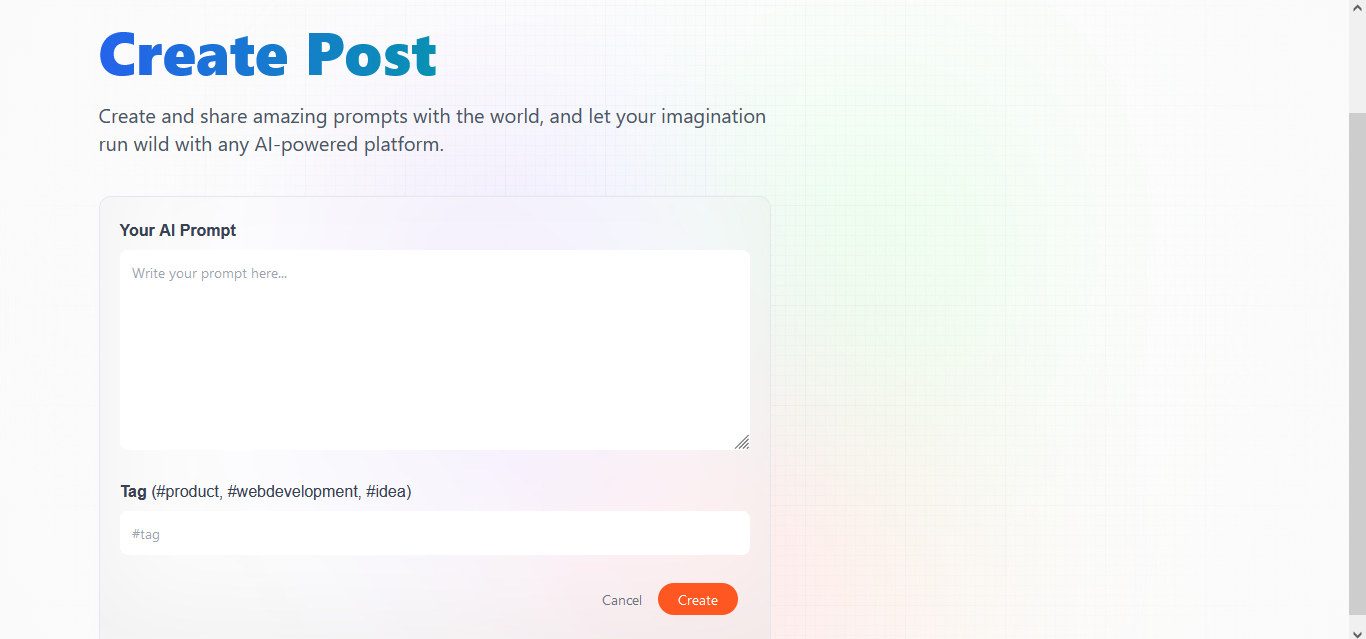 Create Post
Create and share amazing prompts with the world, and let your imagination
run wild with any AI-powered platform.
Your AI Prompt
Write your prompt here...
Tag (#product, #webdevelopment, #idea)
#tag
Cancel Create